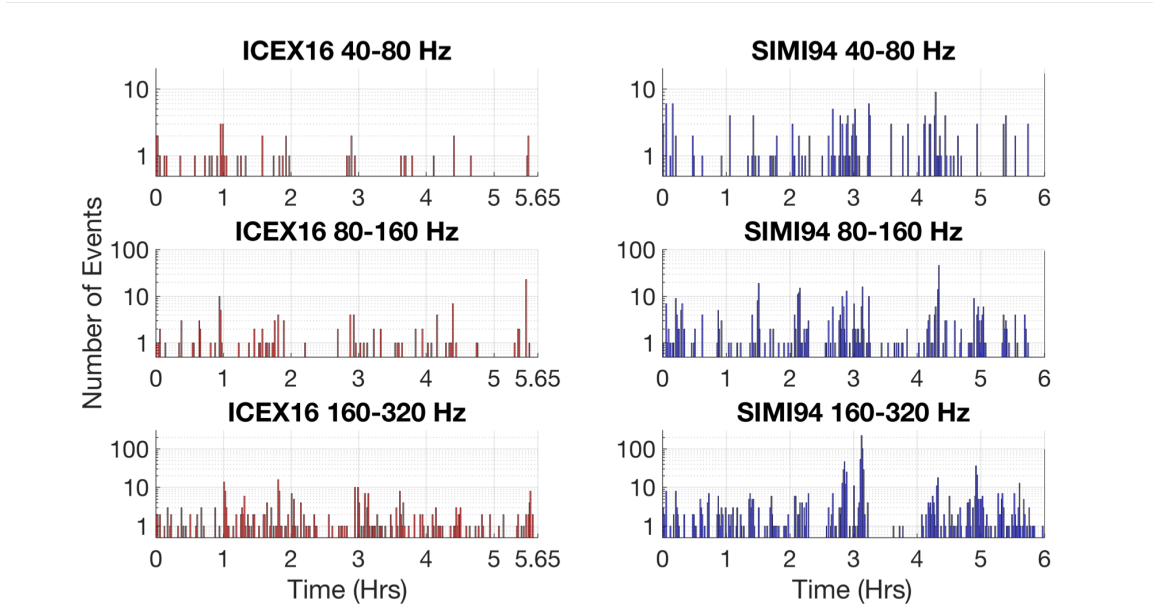 ICEX16 40-80 Hz
10
1
0 1 2 3 4 5 5.65
SIMI94 40-80 Hz
10
1
0 1 2 3 4 5 6
Number of Events
ICEX16 80-160 Hz
100
10
1
0 1 2 3 4 5 5.65
SIMI94 80-160 Hz
100
10
1
0 1 2 3 4 5 6
ICEX16 160-320 Hz
100
10
1
0 1 2 3 4 5 5.65
Time (Hrs)
SIMI94 160-320 Hz
100
10
1
0 1 2 3 4 5 6
Time (Hrs)